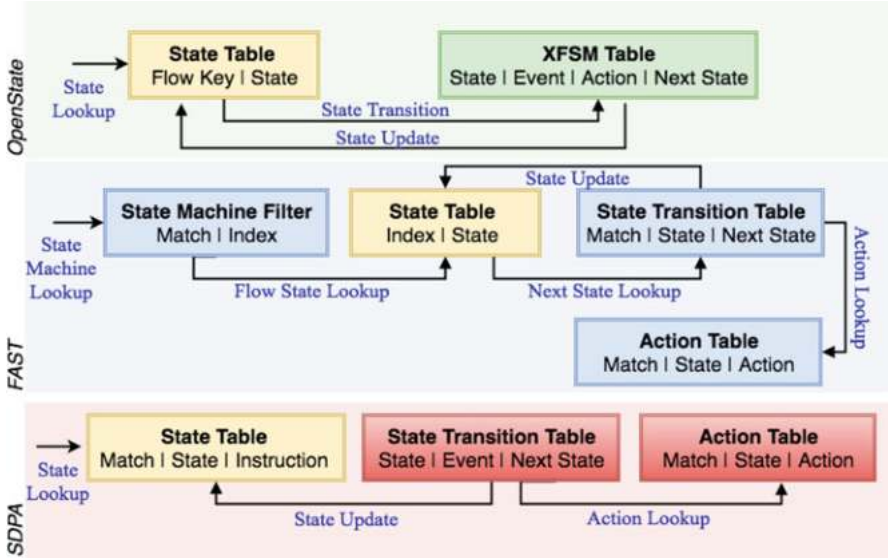 OpenState
State
Lookup
State Table
Flow Key | State
XFSM Table
State | Event | Action | Next State
State Transition
State Update
FAST
State
Machine
Lookup
State Machine Filter
Match | Index
State Table
Index | State
State Update
State Transition Table
Match | State | Next State
Flow State Lookup
Next State Lookup
Action Lookup
Action Table
Match | State | Action
SDPA
State
Lookup
State Table
Match | State | Instruction
State Transition Table
State | Event | Next State
Action Table
Match | State | Action
State Update
Action Lookup